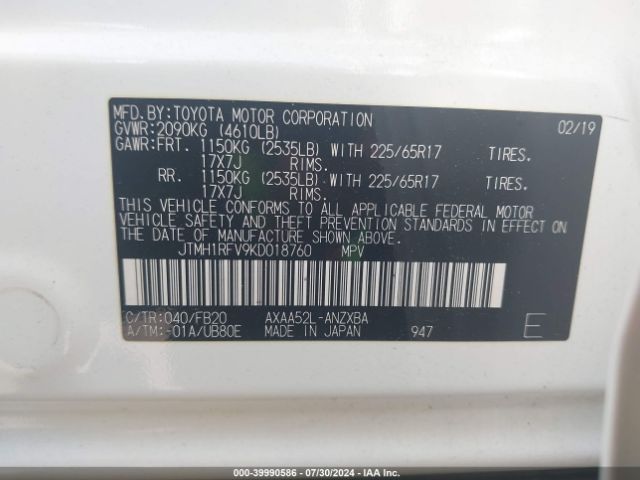 MFD.BY:TOYOTA MOTOR CORPORATION 02/19
GVWR:2090KG (4610LB)
GAWR:FRT. 1150KG (2535LB) WITH 225/65R17 TIRES.
17X7J RIMS.
RR. 1150KG (2535LB) WITH 225/65R17 TIRES.
17X7J RIMS.
THIS VEHICLE CONFORMS TO ALL APPLICABLE FEDERAL MOTOR
VEHICLE SAFETY AND THEFT PREVENTION STANDARDS IN EFFECT ON
THE DATE OF MANUFACTURE SHOWN ABOVE.
JTMH1RFV9KD018760 MPV
C/TR:040/FB20 AXAA52L-ANZXBA
A/TM:-01A/UB80E MADE IN JAPAN 947 E
000-39990586 - 07/30/2024 - IAAI.COM